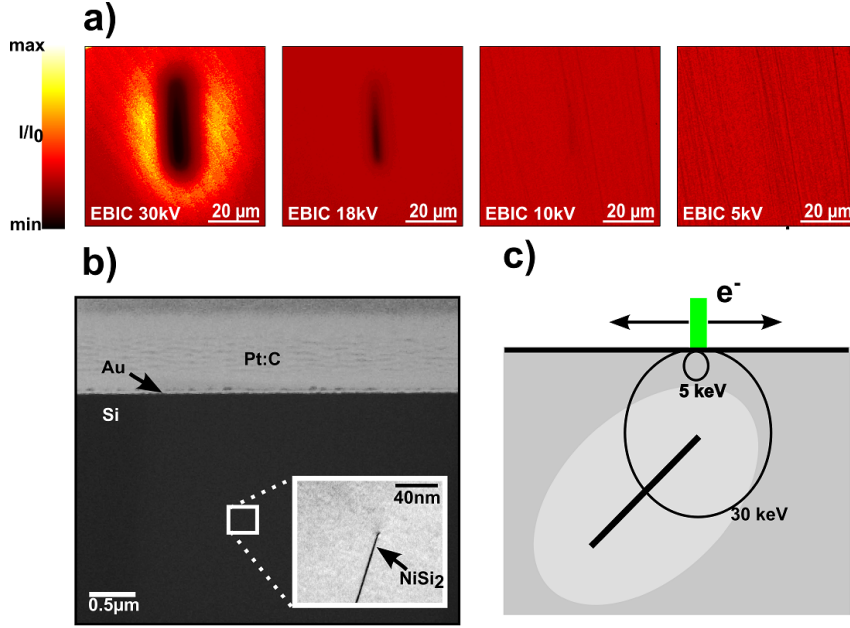 a)
max
I/I0
min
EBIC 30kV
20 µm
EBIC 18kV
20 µm
EBIC 10kV
20 µm
EBIC 5kV
20 µm
b)
Pt:C
Au
Si
0.5µm
40nm
NiSi2
c)
e-
5 keV
30 keV